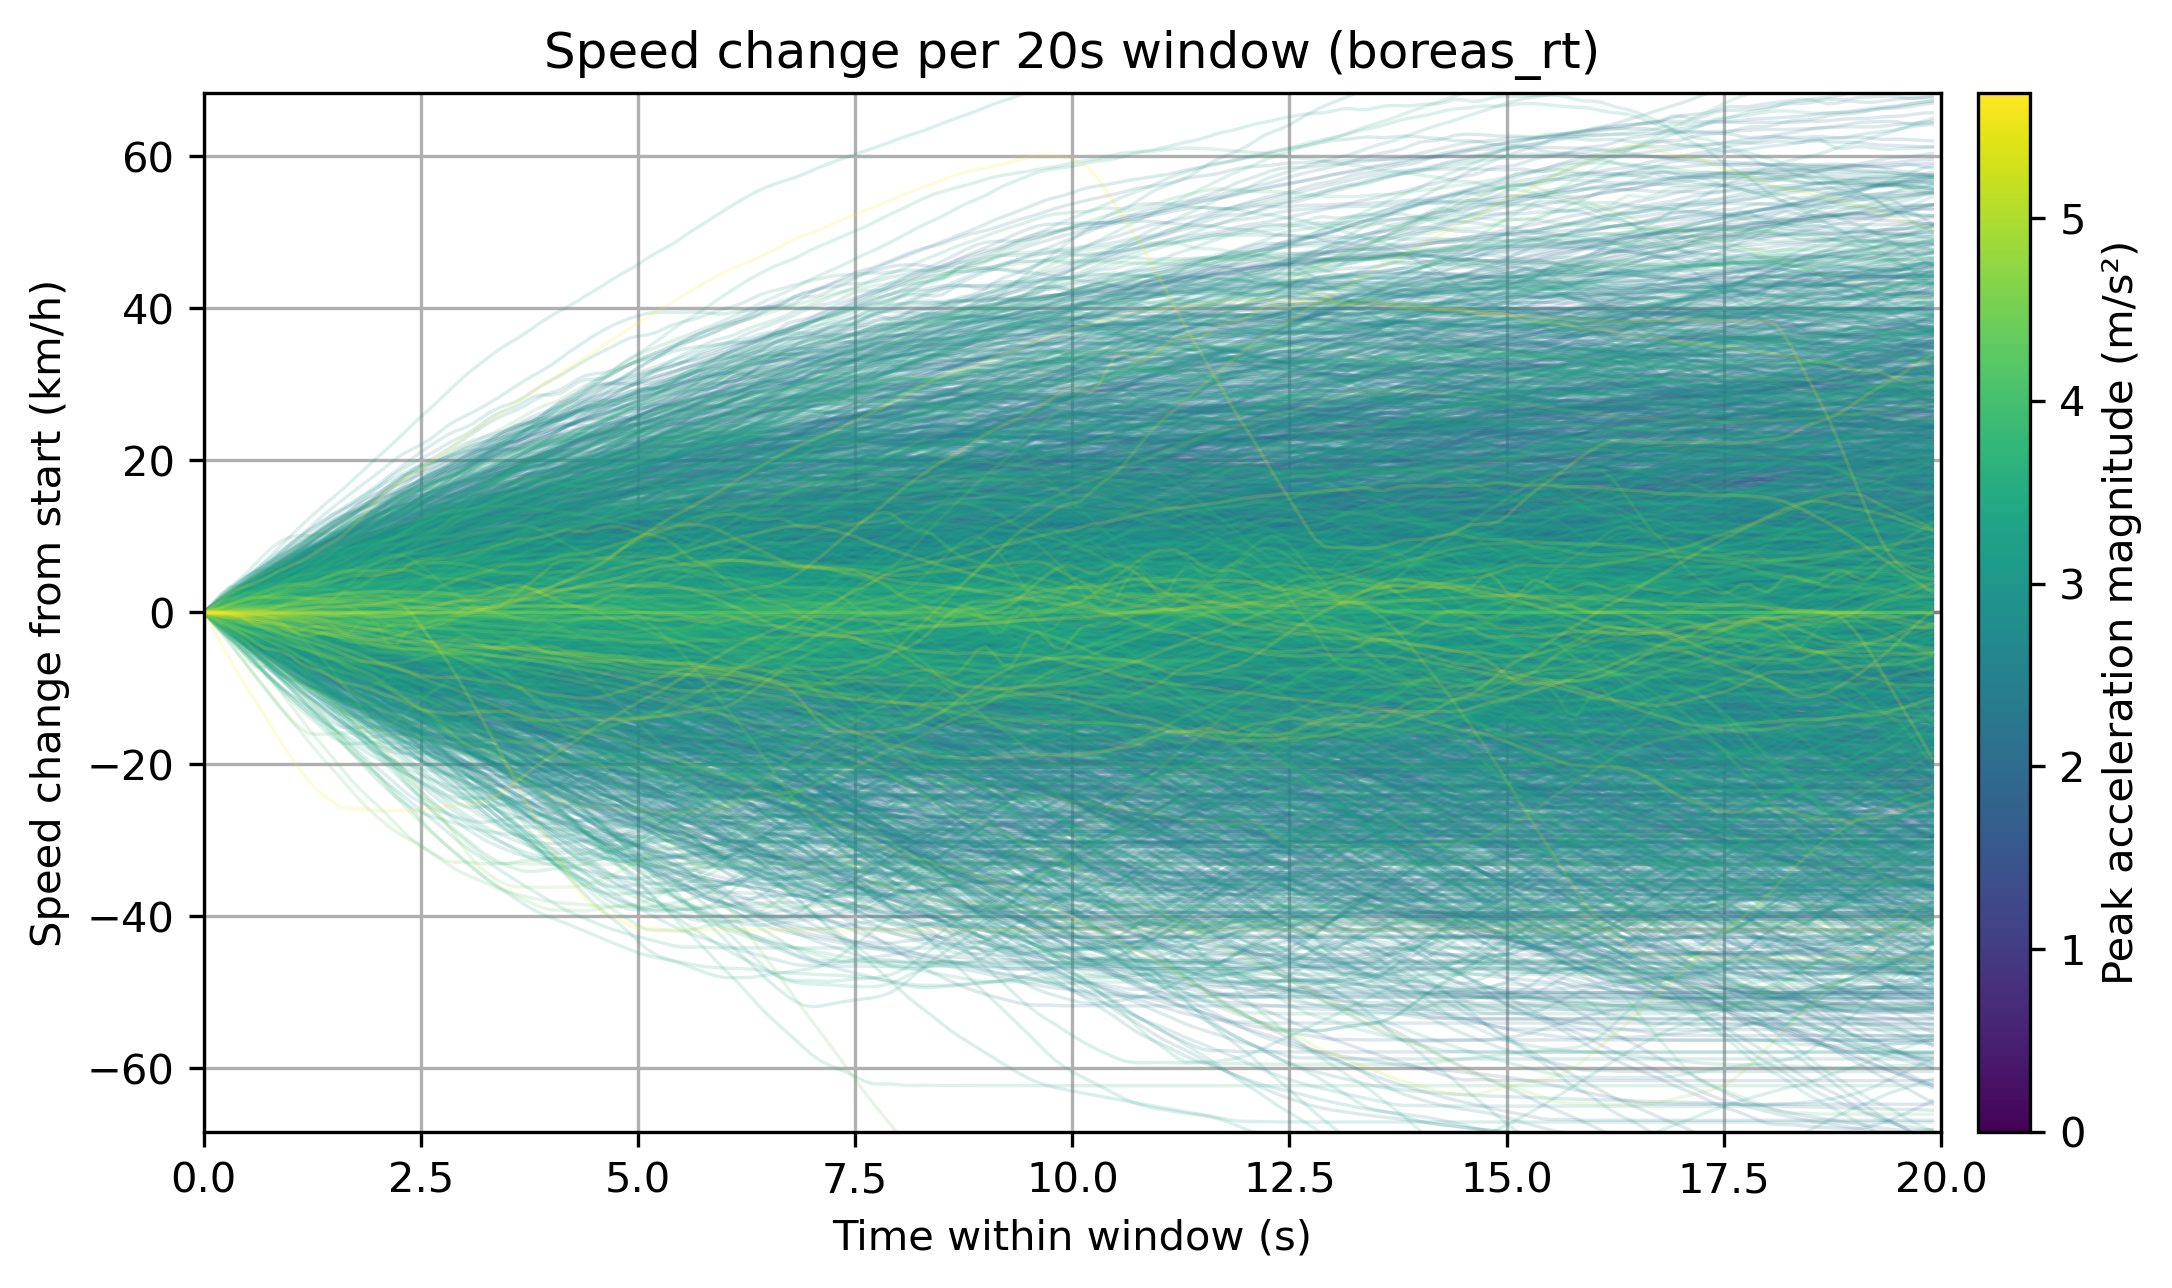 Speed change per 20s window (boreas_rt)
Speed change from start (km/h)
60
40
20
0
−20
−40
−60
0.0 2.5 5.0 7.5 10.0 12.5 15.0 17.5 20.0
Time within window (s)
5
4
3
2
1
0
Peak acceleration magnitude (m/s²)